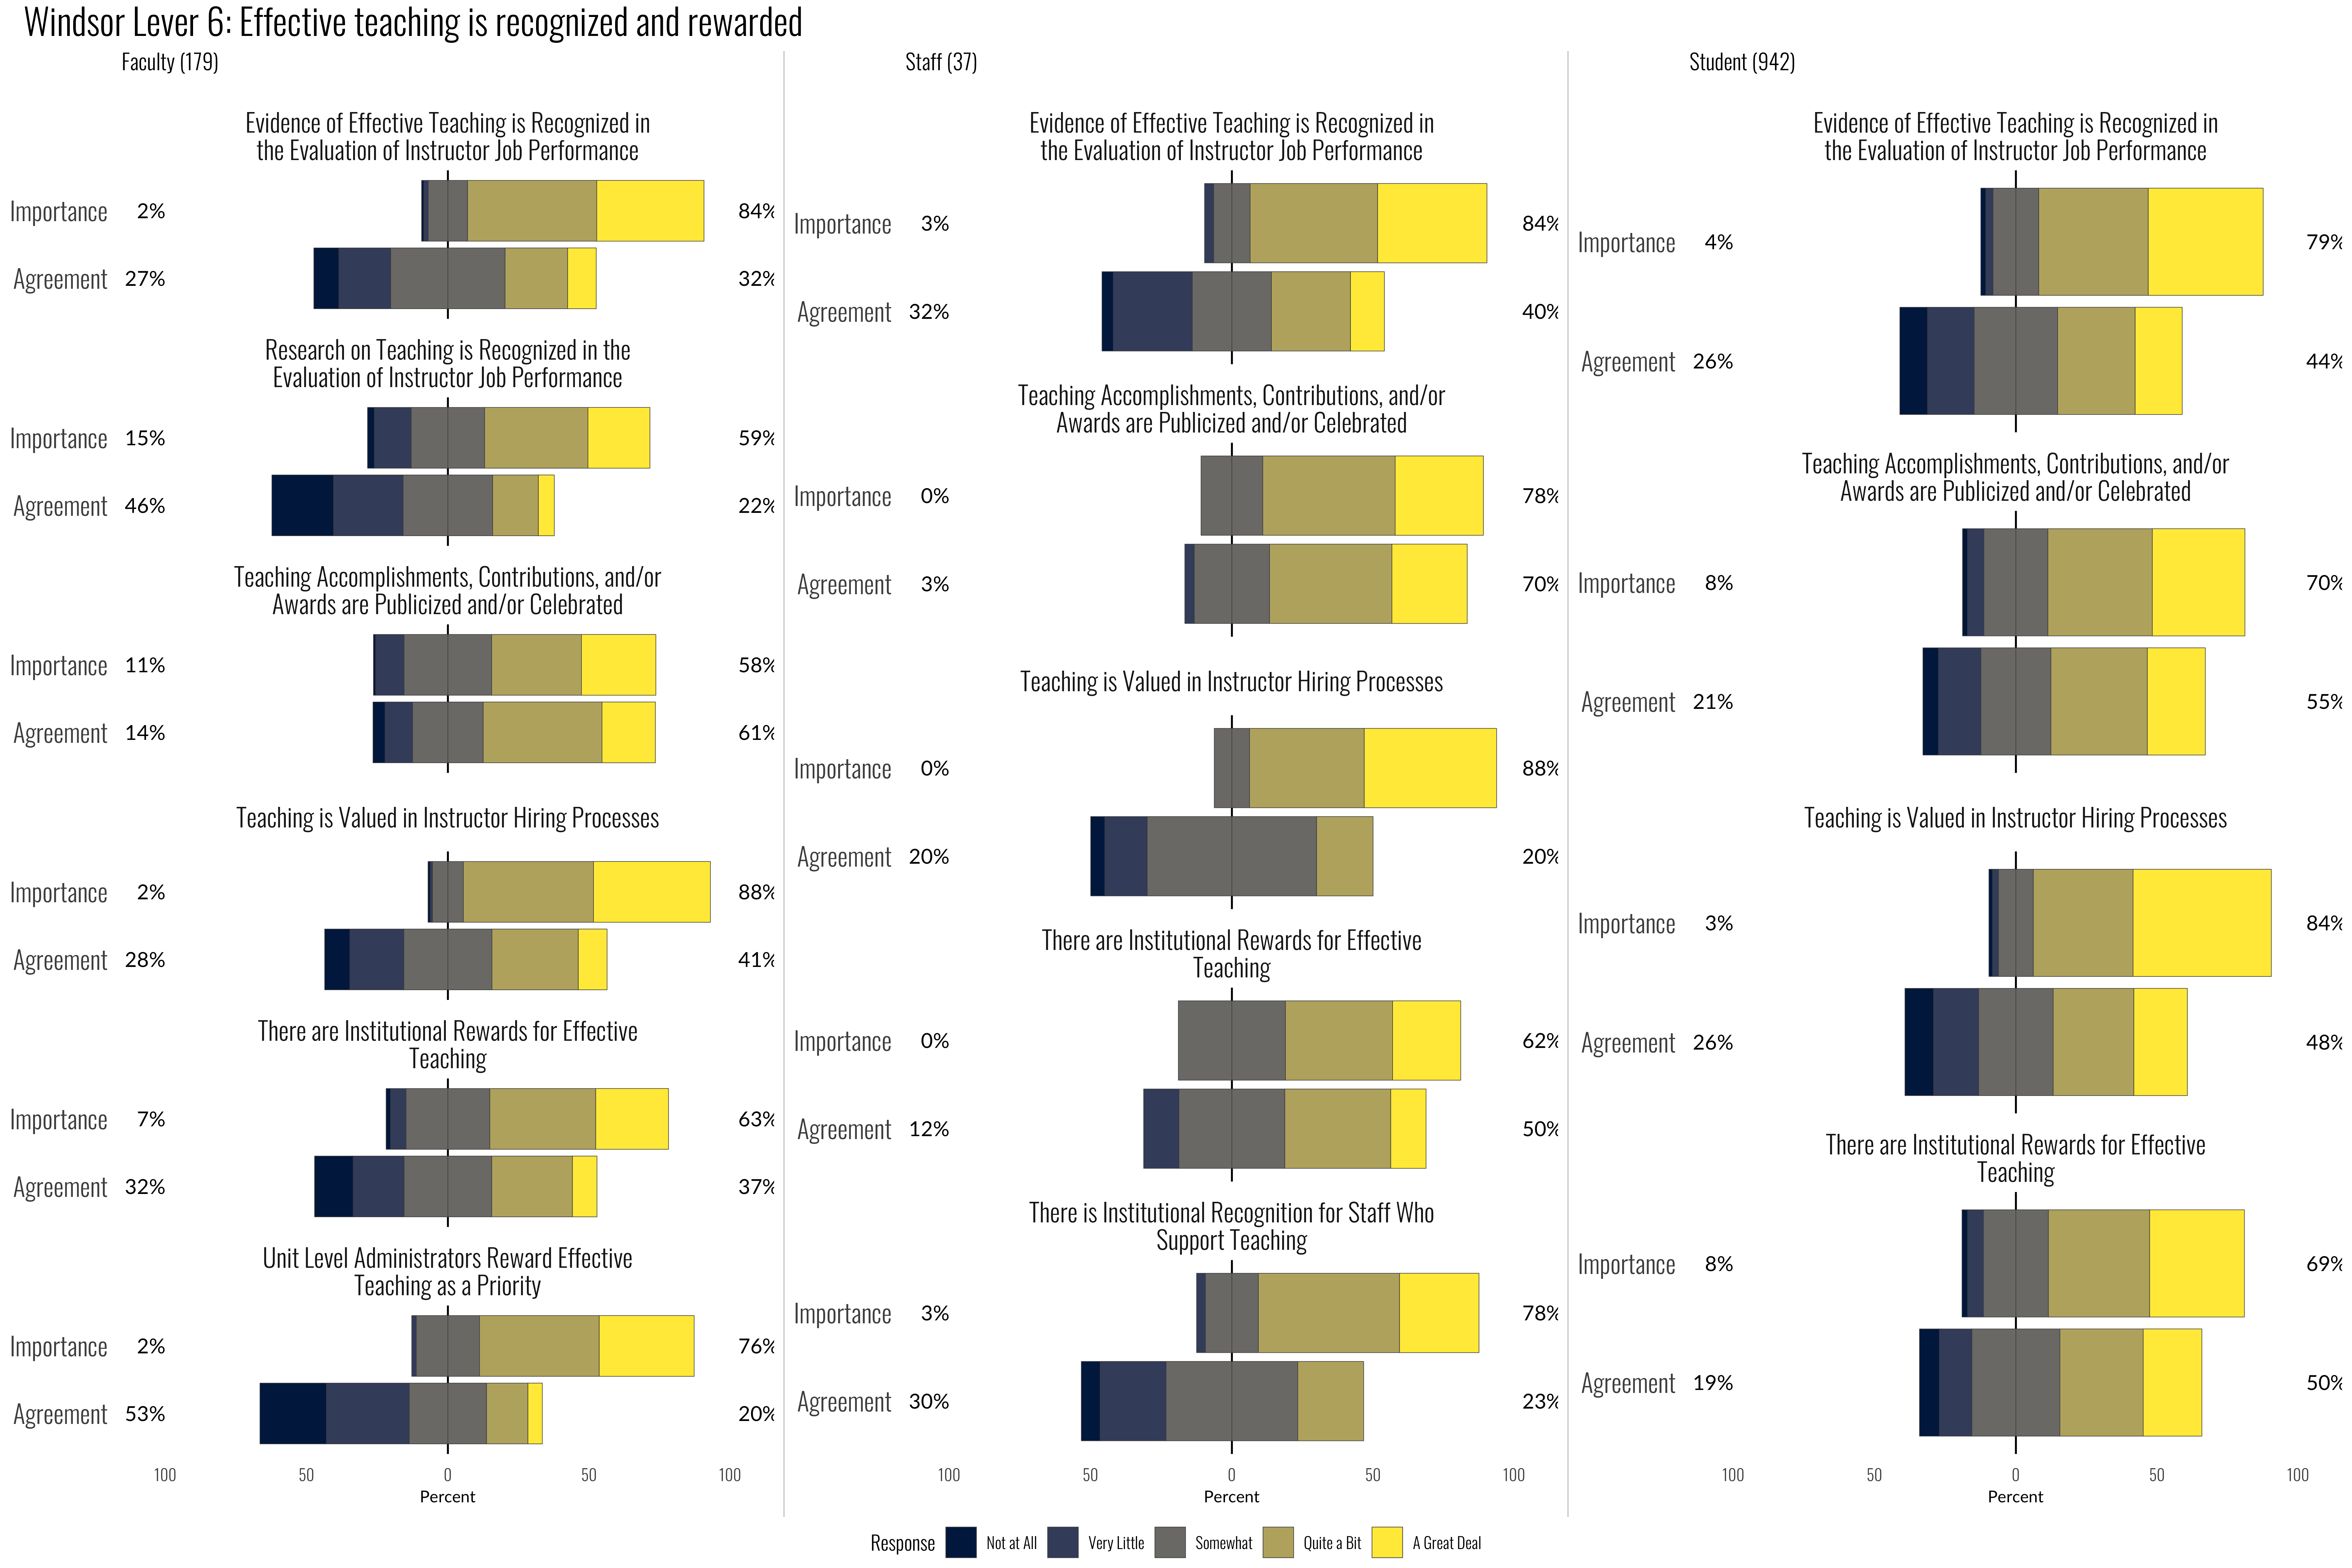 Windsor Lever 6: Effective teaching is recognized and rewarded
Faculty (179)
Evidence of Effective Teaching is Recognized in
the Evaluation of Instructor Job Performance
Importance 2% 84%
Agreement 27% 32%
Research on Teaching is Recognized in the
Evaluation of Instructor Job Performance
Importance 15% 59%
Agreement 46% 22%
Teaching Accomplishments, Contributions, and/or
Awards are Publicized and/or Celebrated
Importance 11% 58%
Agreement 14% 61%
Teaching is Valued in Instructor Hiring Processes
Importance 2% 88%
Agreement 28% 41%
There are Institutional Rewards for Effective
Teaching
Importance 7% 63%
Agreement 32% 37%
Unit Level Administrators Reward Effective
Teaching as a Priority
Importance 2% 76%
Agreement 53% 20%
100 50 0 50 100
Percent
Staff (37)
Evidence of Effective Teaching is Recognized in
the Evaluation of Instructor Job Performance
Importance 3% 84%
Agreement 32% 40%
Teaching Accomplishments, Contributions, and/or
Awards are Publicized and/or Celebrated
Importance 0% 78%
Agreement 3% 70%
Teaching is Valued in Instructor Hiring Processes
Importance 0% 88%
Agreement 20% 20%
There are Institutional Rewards for Effective
Teaching
Importance 0% 62%
Agreement 12% 50%
There is Institutional Recognition for Staff Who
Support Teaching
Importance 3% 78%
Agreement 30% 23%
100 50 0 50 100
Percent
Student (942)
Evidence of Effective Teaching is Recognized in
the Evaluation of Instructor Job Performance
Importance 4% 79%
Agreement 26% 44%
Teaching Accomplishments, Contributions, and/or
Awards are Publicized and/or Celebrated
Importance 8% 70%
Agreement 21% 55%
Teaching is Valued in Instructor Hiring Processes
Importance 3% 84%
Agreement 26% 48%
There are Institutional Rewards for Effective
Teaching
Importance 8% 69%
Agreement 19% 50%
100 50 0 50 100
Percent
Response Not at All Very Little Somewhat Quite a Bit A Great Deal